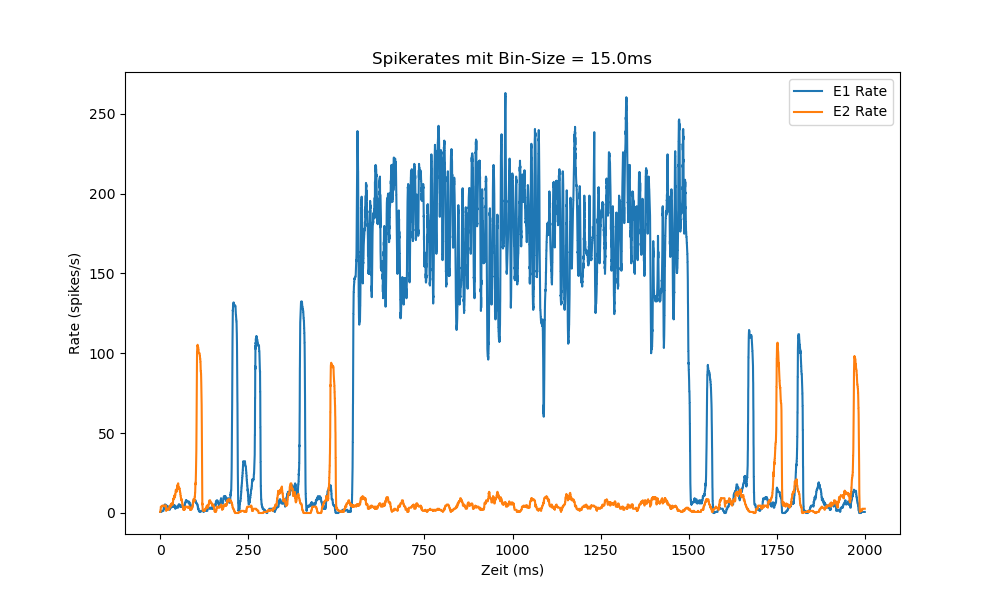 Spikerates mit Bin-Size = 15.0ms
E1 Rate
E2 Rate
250
200
150
100
50
0
Rate (spikes/s)
0 250 500 750 1000 1250 1500 1750 2000
Zeit (ms)